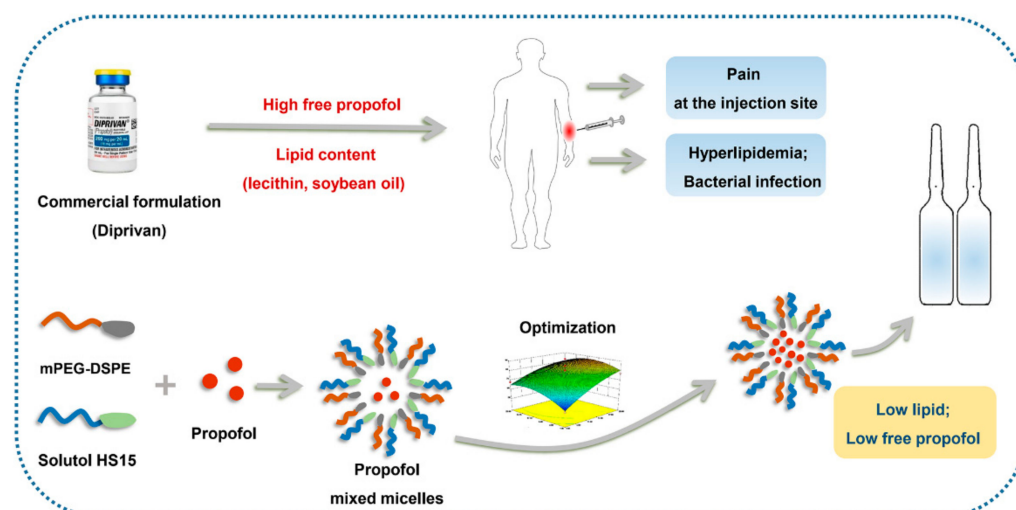 DIPRIVAN
Commercial formulation
(Diprivan)
High free propofol
Lipid content
(lecithin, soybean oil)
Pain
at the injection site
Hyperlipidemia;
Bacterial infection
mPEG-DSPE
Solutol HS15
+
Propofol
Propofol
mixed micelles
Optimization
Low lipid;
Low free propofol